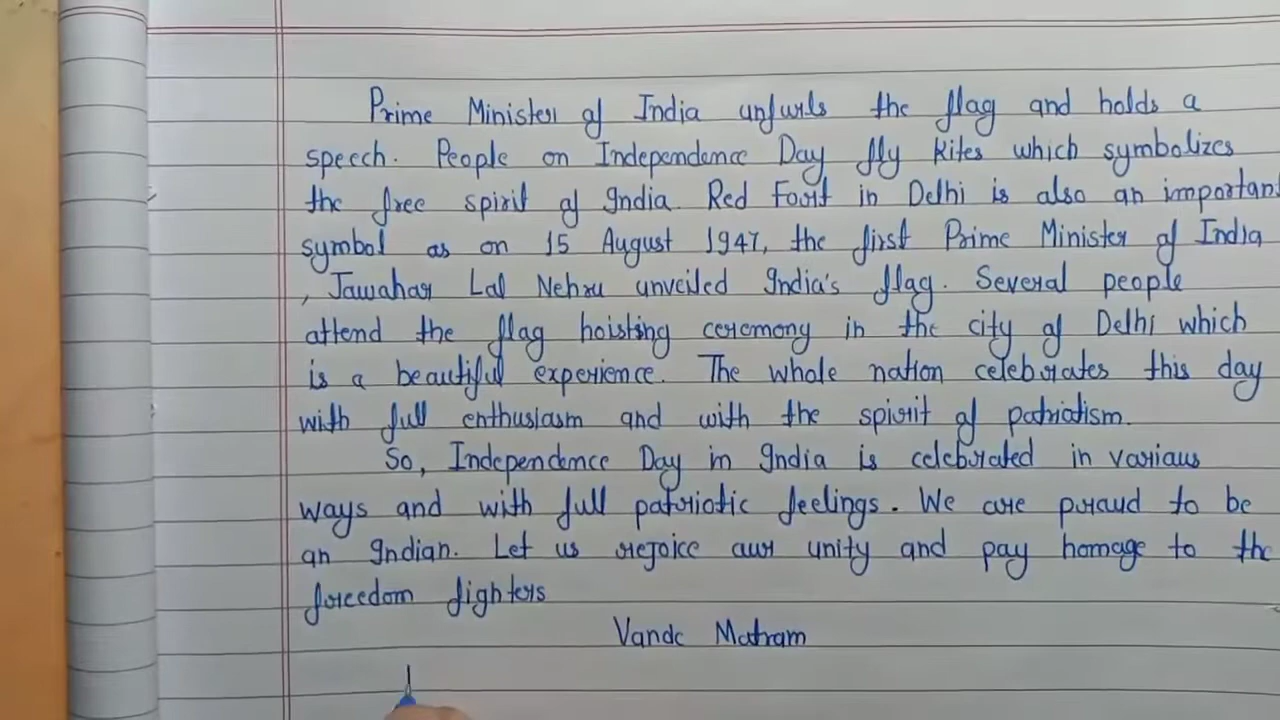 Prime Minister of India unfurls the flag and holds a
speech. People on Independence Day fly kites which symbolizes
the free spirit of India. Red Fort in Delhi is also an important
symbol as on 15 August 1947, the first Prime Minister of India
, Jawahar Lal Nehru unveiled India's flag. Several people
attend the flag hoisting ceremony in the city of Delhi which
is a beautiful experience. The whole nation celebrates this day
with full enthusiasm and with the spirit of patriotism.
So, Independence Day in India is celebrated in various
ways and with full patriotic feelings. We are proud to be
an Indian. Let us rejoice our unity and pay homage to the
freedom fighters
Vande Matram